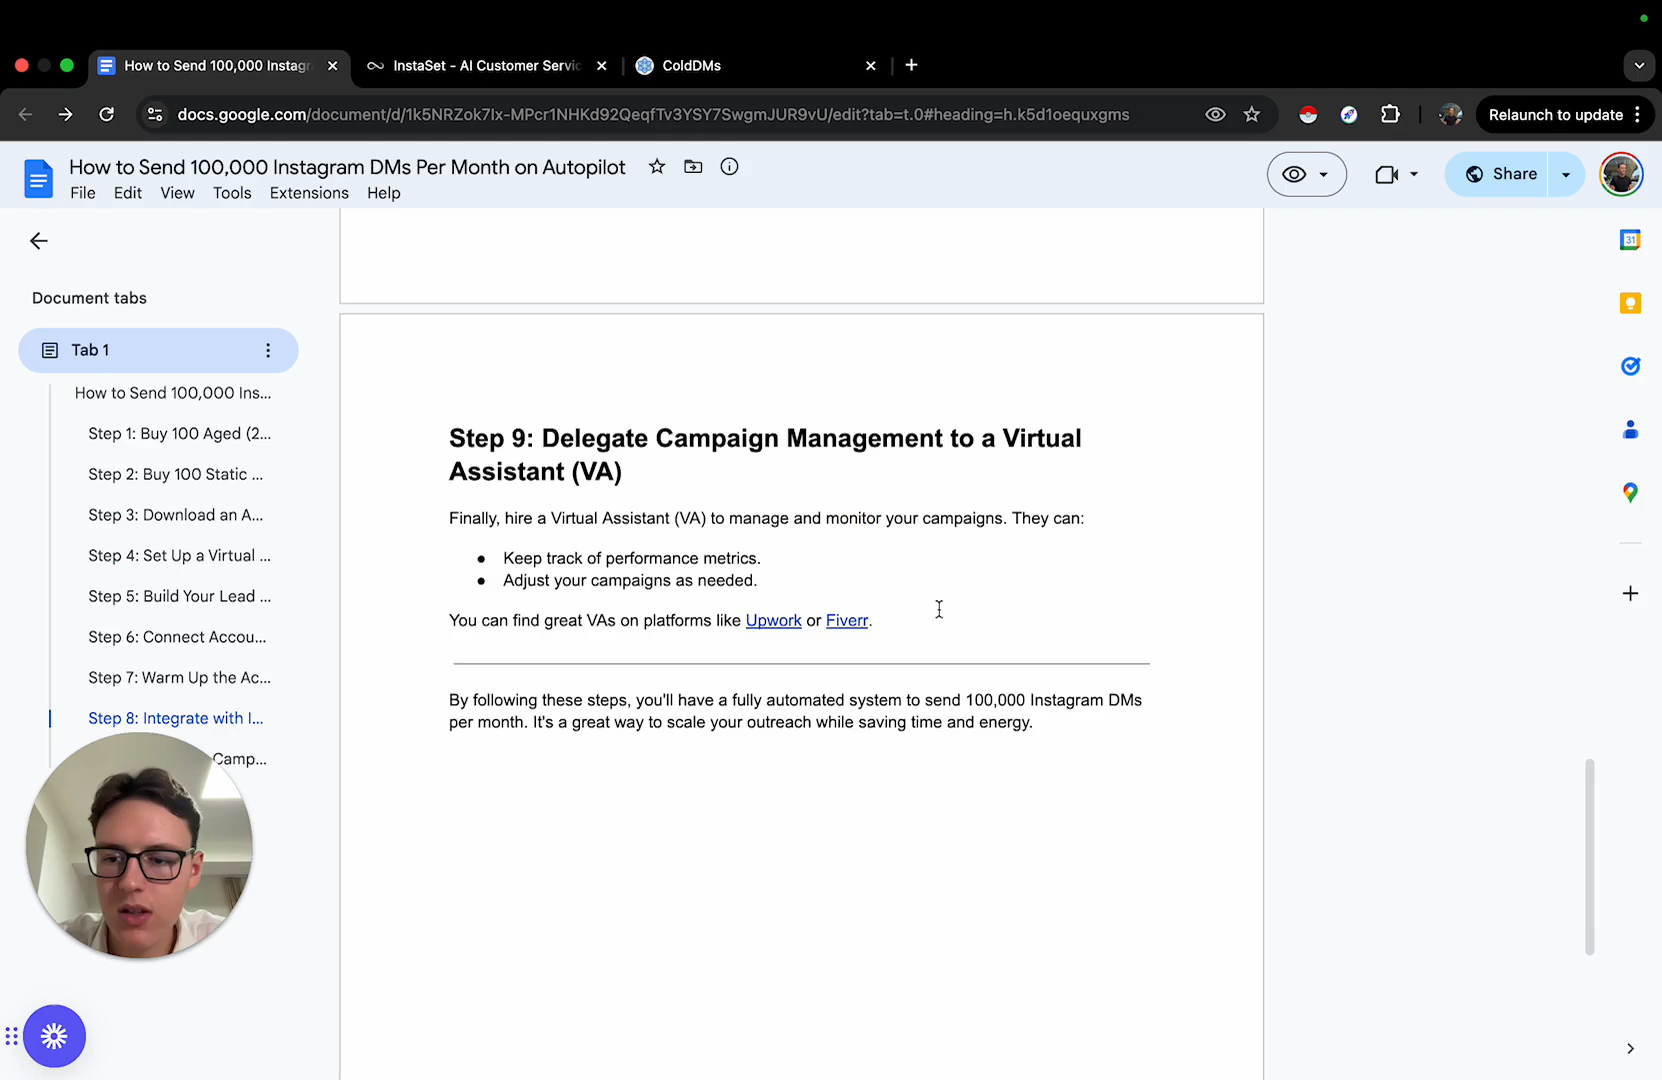 How to Send 100,000 Instagr
InstaSet - AI Customer Servic
ColdDMs
docs.google.com/document/d/1k5NRZok7Ix-MPcr1NHKd92QeqfTv3YSY7SwgmJUR9vU/edit?tab=t.0#heading=h.k5d1oequxgms
Relaunch to update
How to Send 100,000 Instagram DMs Per Month on Autopilot
File Edit View Tools Extensions Help
Share
31
Document tabs
Tab 1
How to Send 100,000 Ins...
Step 1: Buy 100 Aged (2...
Step 2: Buy 100 Static ...
Step 3: Download an A...
Step 4: Set Up a Virtual ...
Step 5: Build Your Lead ...
Step 6: Connect Accou...
Step 7: Warm Up the Ac...
Step 8: Integrate with I...
Camp...
Step 9: Delegate Campaign Management to a Virtual
Assistant (VA)
Finally, hire a Virtual Assistant (VA) to manage and monitor your campaigns. They can:
● Keep track of performance metrics.
● Adjust your campaigns as needed.
You can find great VAs on platforms like Upwork or Fiverr.
By following these steps, you'll have a fully automated system to send 100,000 Instagram DMs
per month. It's a great way to scale your outreach while saving time and energy.